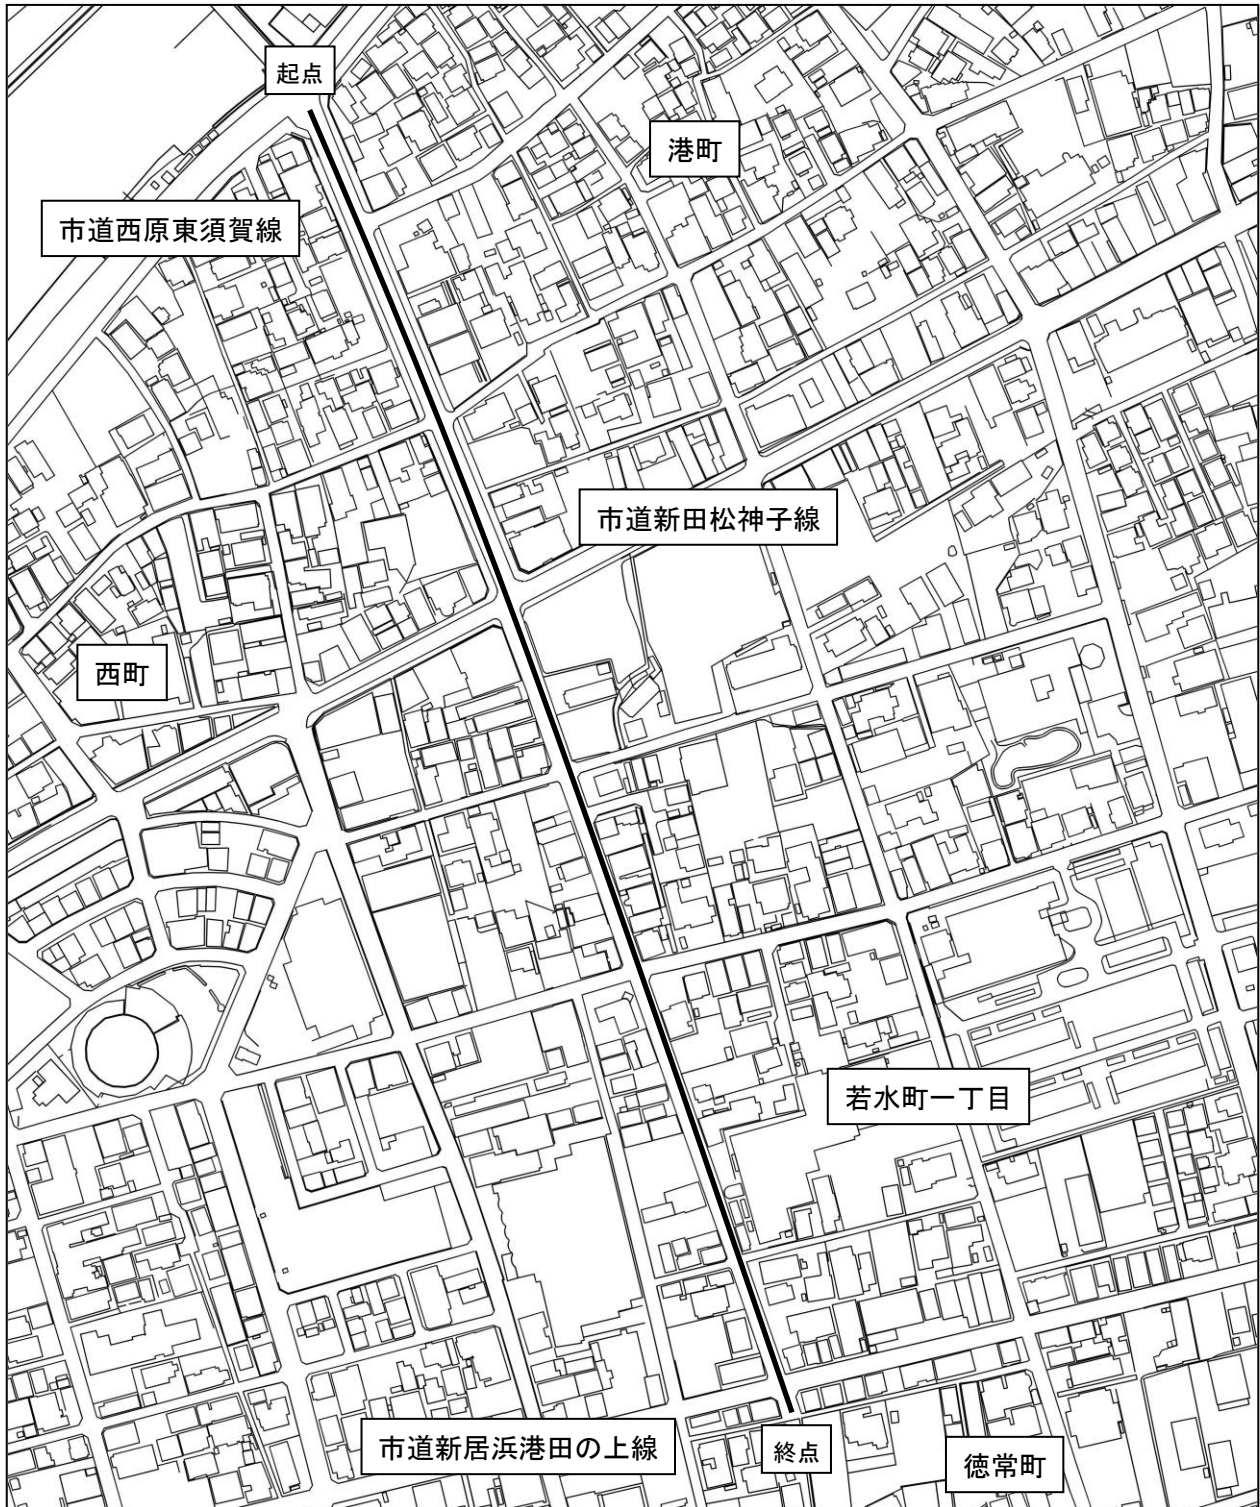 起点
港町
市道西原東須賀線
市道新田松神子線
西町
若水町一丁目
市道新居浜港田の上線
終点
徳常町